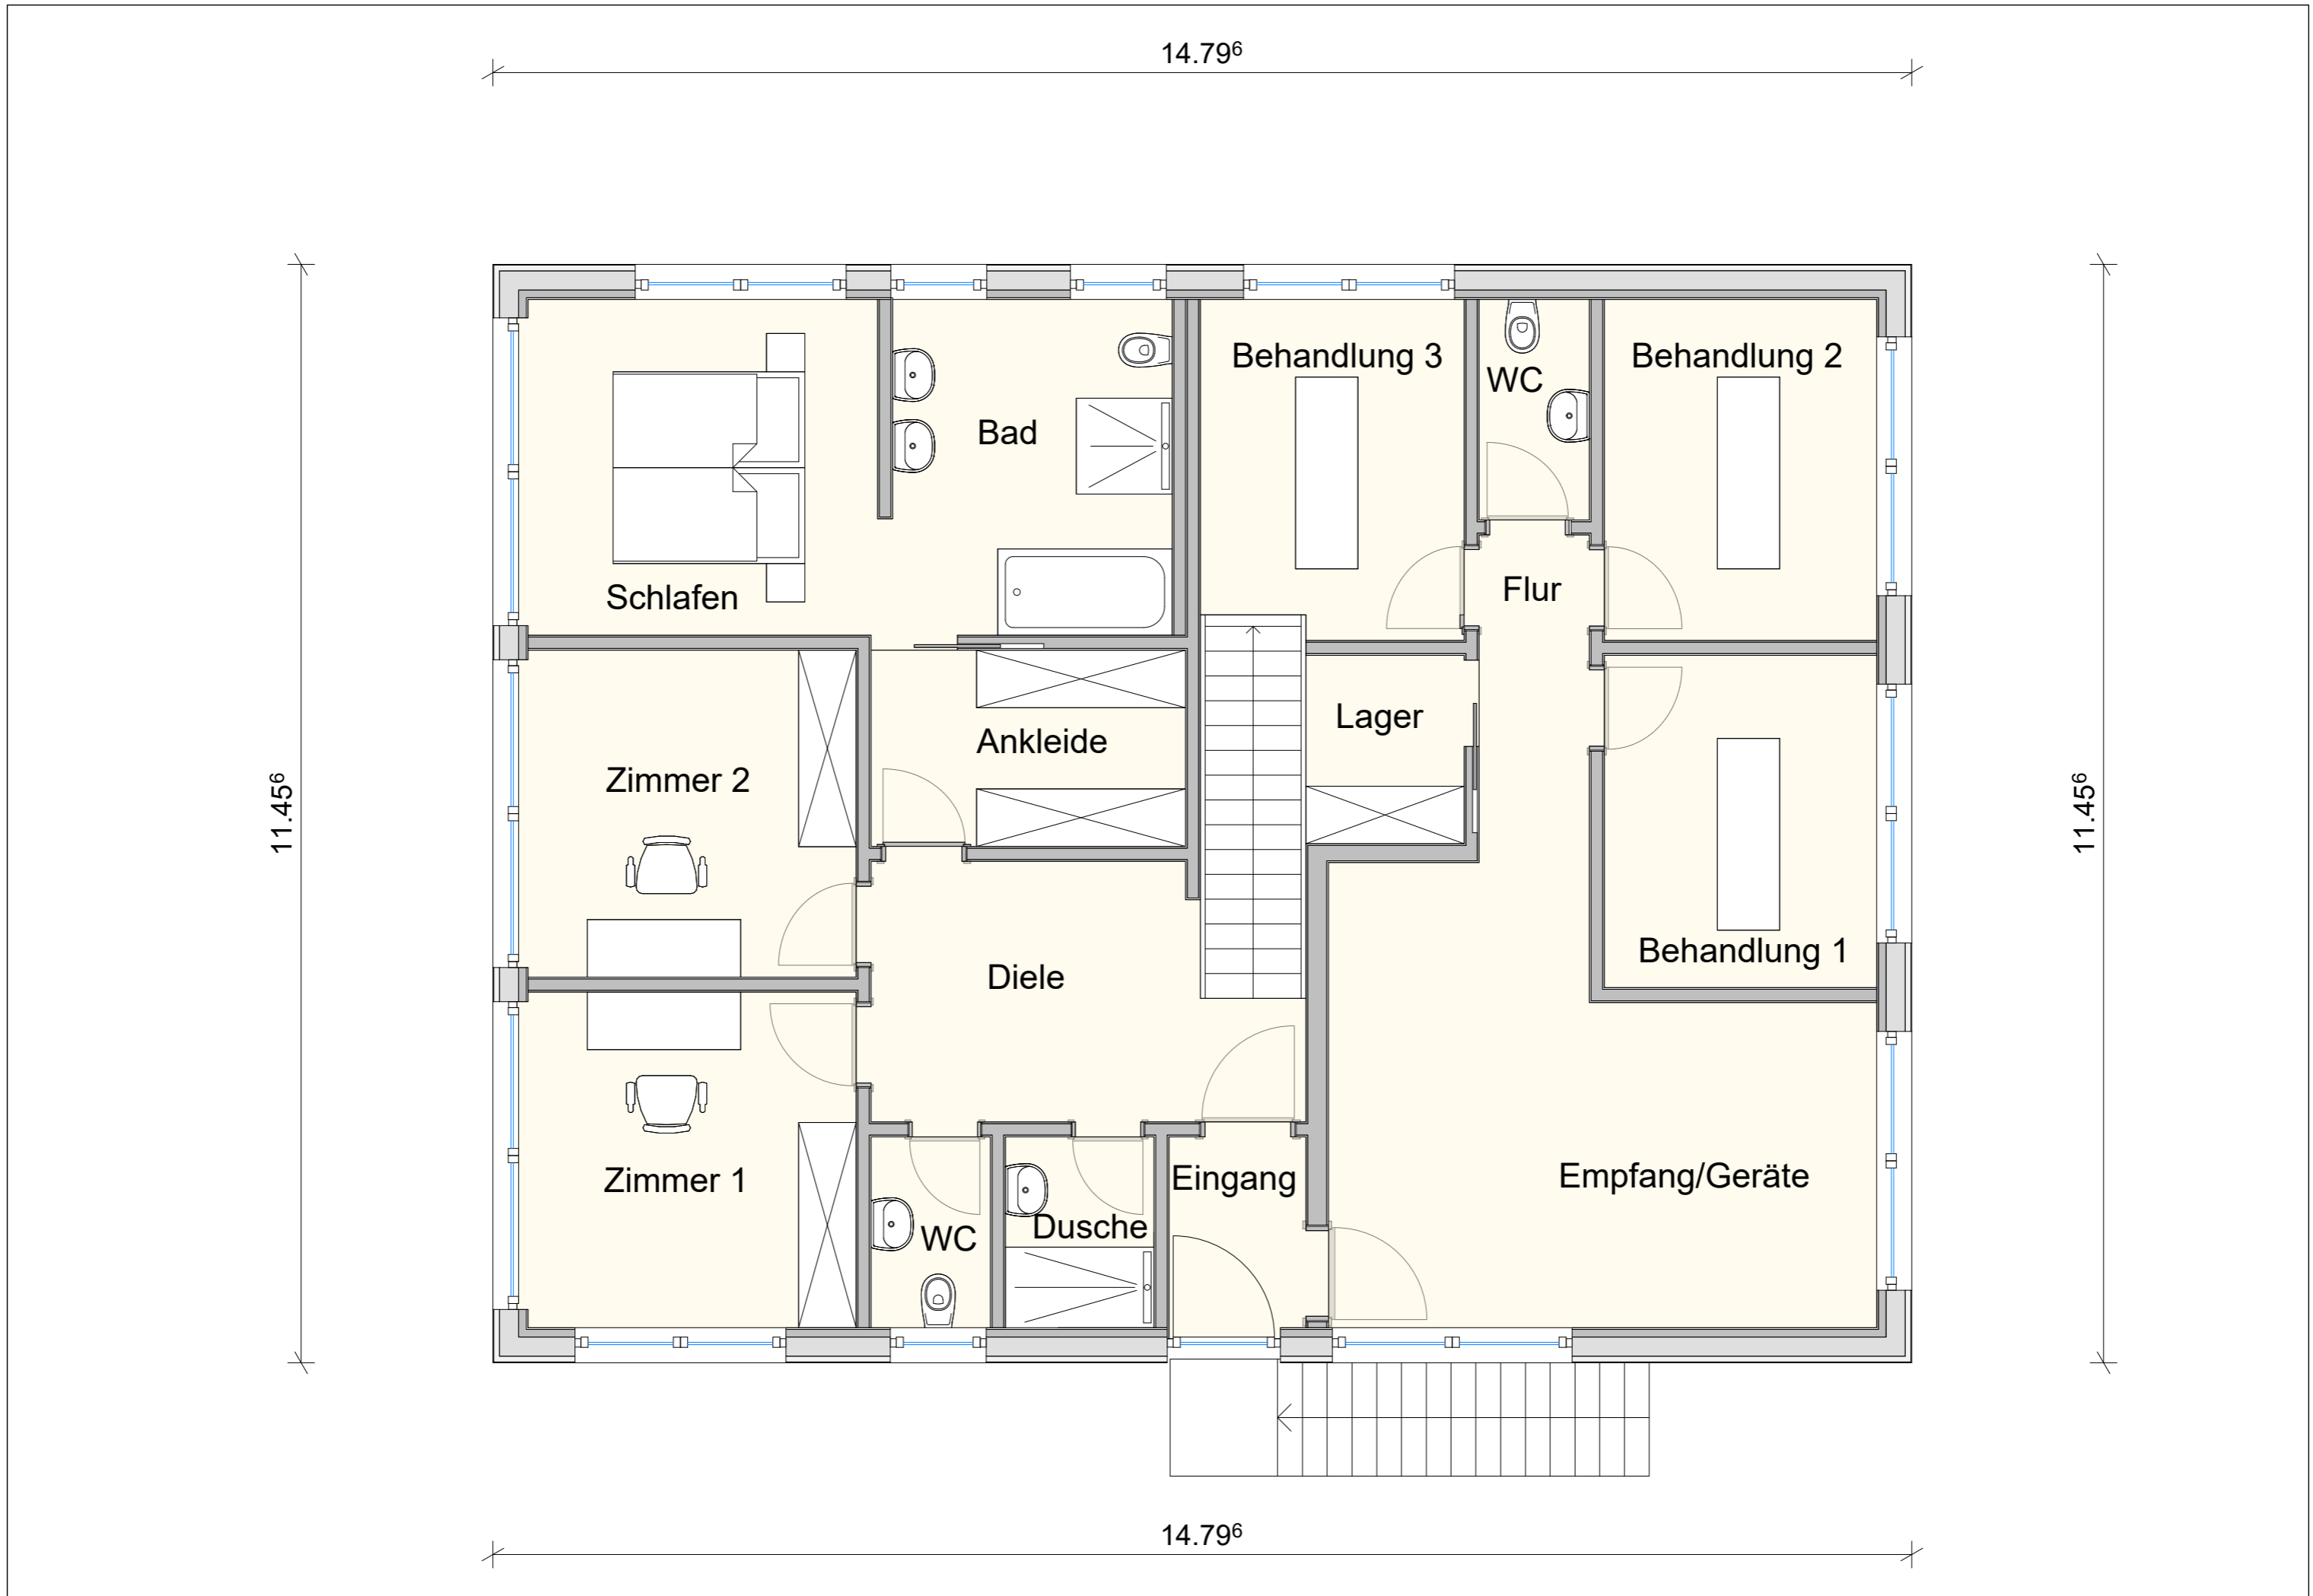 14.79⁶
Behandlung 3
WC
Behandlung 2
Bad
Schlafen
Flur
Lager
Ankleide
Zimmer 2
11.45⁶
11.45⁶
Behandlung 1
Diele
Zimmer 1
Eingang
Empfang/Geräte
WC
Dusche
14.79⁶